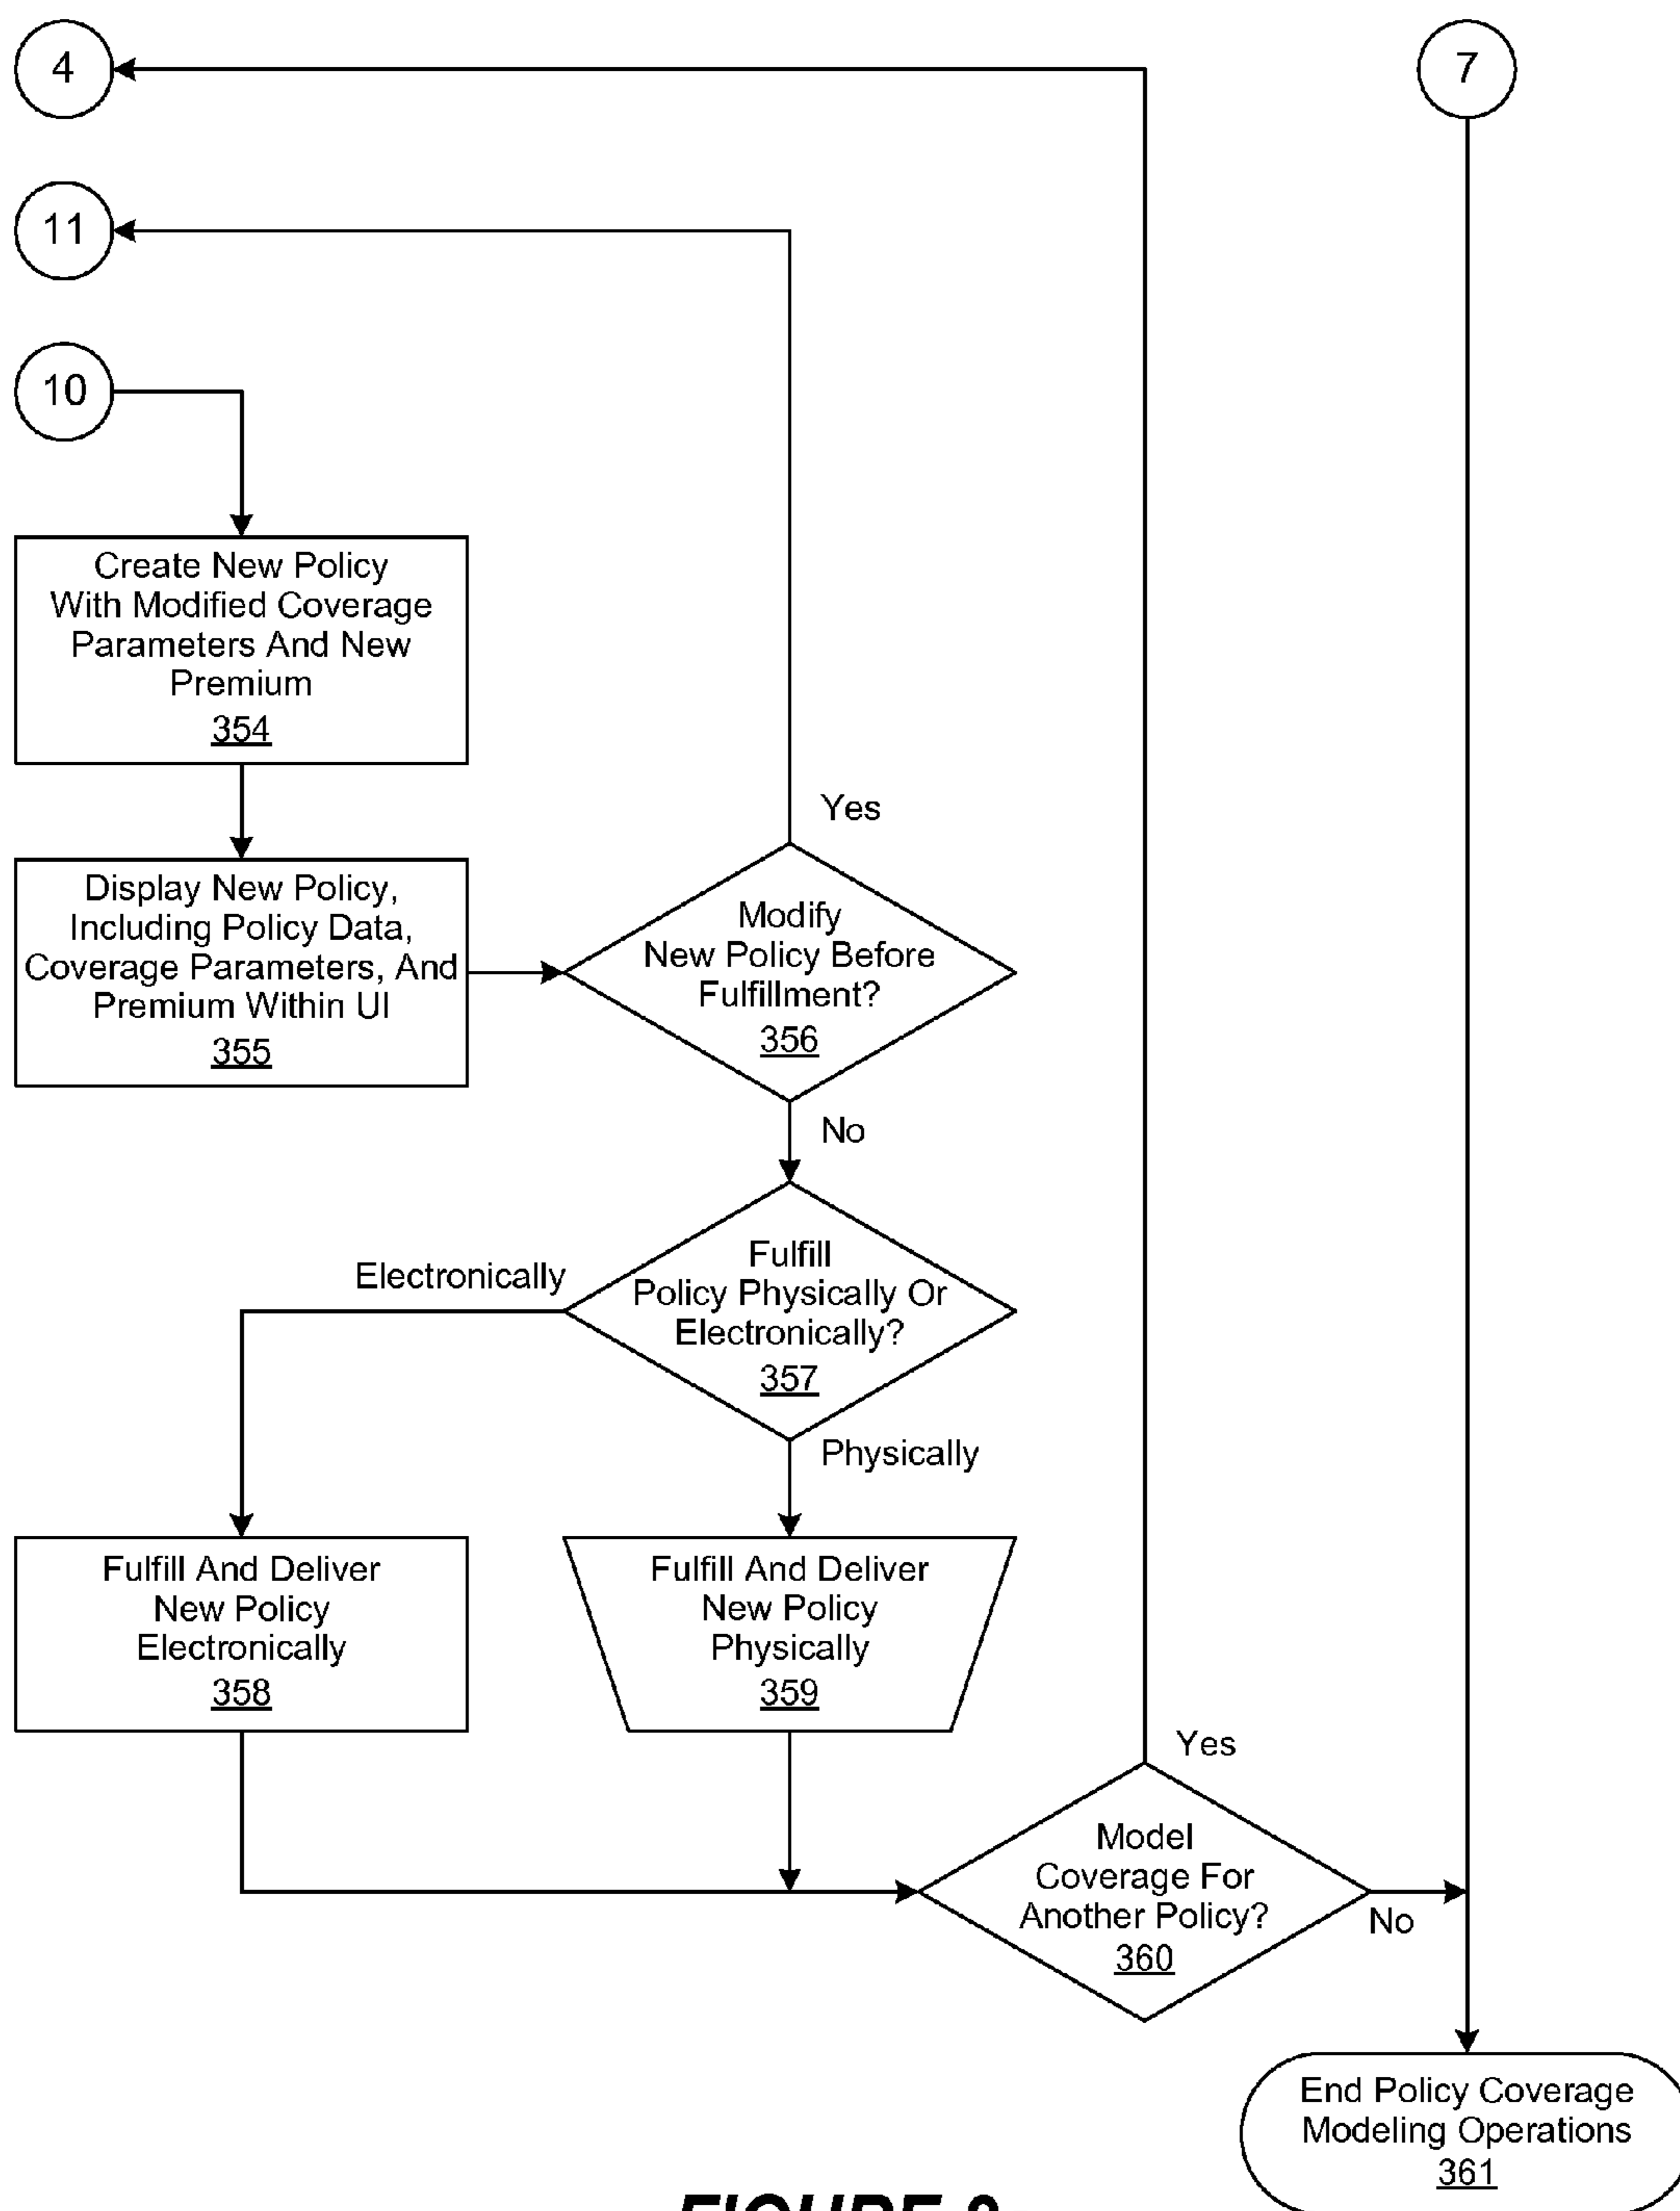 4
7
11
10
Create New Policy
With Modified Coverage
Parameters And New
Premium
354
Yes
Display New Policy,
Including Policy Data,
Coverage Parameters, And
Premium Within UI
355
Modify
New Policy Before
Fulfillment?
356
No
Electronically
Fulfill
Policy Physically Or
Electronically?
357
Physically
Fulfill And Deliver
New Policy
Electronically
358
Fulfill And Deliver
New Policy
Physically
359
Yes
Model
Coverage For
Another Policy?
360
No
End Policy Coverage
Modeling Operations
361
FIGURE